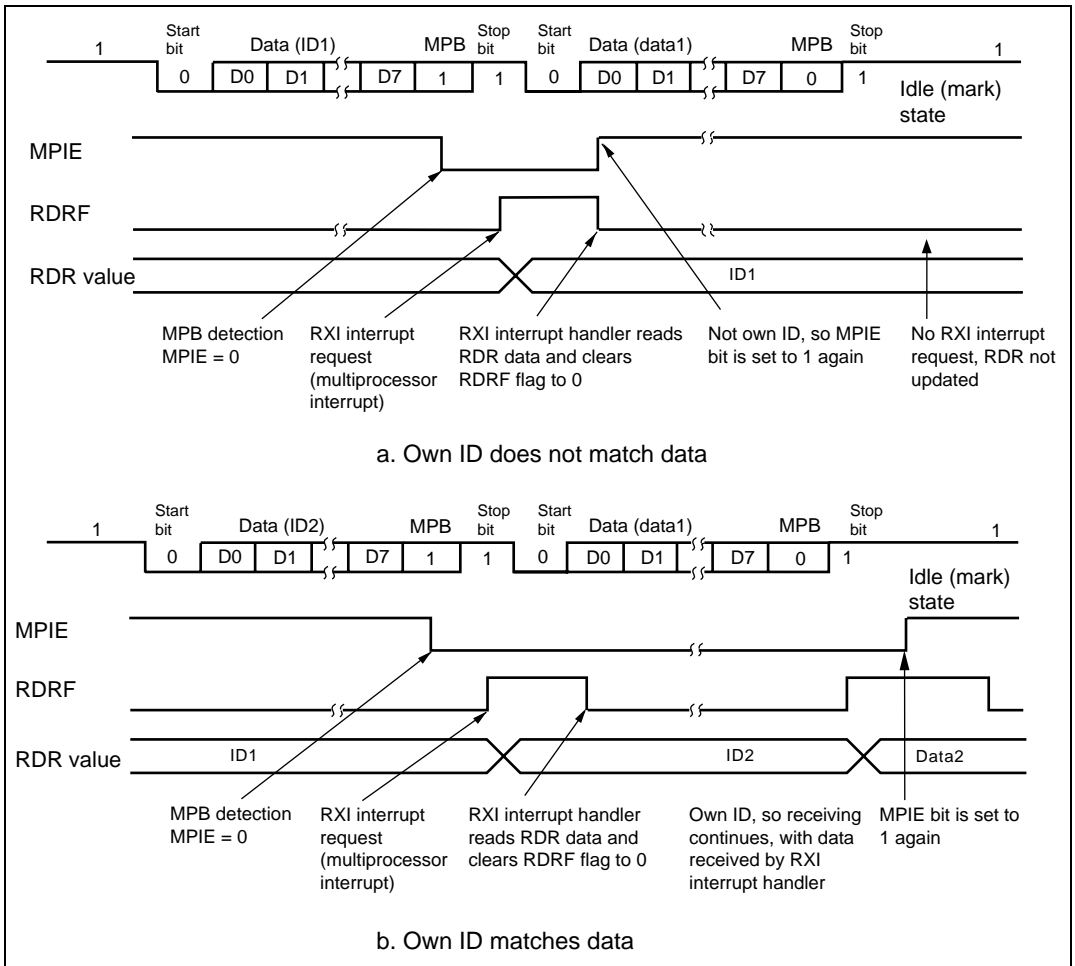 1
Start bit
Data (ID1)
MPB
Stop bit
Start bit
Data (data1)
MPB
Stop bit
1
0
D0
D1
D7
1
1
0
D0
D1
D7
0
1
Idle (mark) state
MPIE
RDRF
RDR value
ID1
MPB detection
MPIE = 0
RXI interrupt
request
(multiprocessor
interrupt)
RXI interrupt handler reads
RDR data and clears
RDRF flag to 0
Not own ID, so MPIE
bit is set to 1 again
No RXI interrupt
request, RDR not
updated
a. Own ID does not match data
1
Start bit
Data (ID2)
MPB
Stop bit
Start bit
Data (data1)
MPB
Stop bit
1
0
D0
D1
D7
1
1
0
D0
D1
D7
0
1
Idle (mark) state
MPIE
RDRF
RDR value
ID1
ID2
Data2
MPB detection
MPIE = 0
RXI interrupt
request
(multiprocessor
interrupt)
RXI interrupt handler
reads RDR data and
clears RDRF flag to 0
Own ID, so receiving
continues, with data
received by RXI
interrupt handler
MPIE bit is set to
1 again
b. Own ID matches data